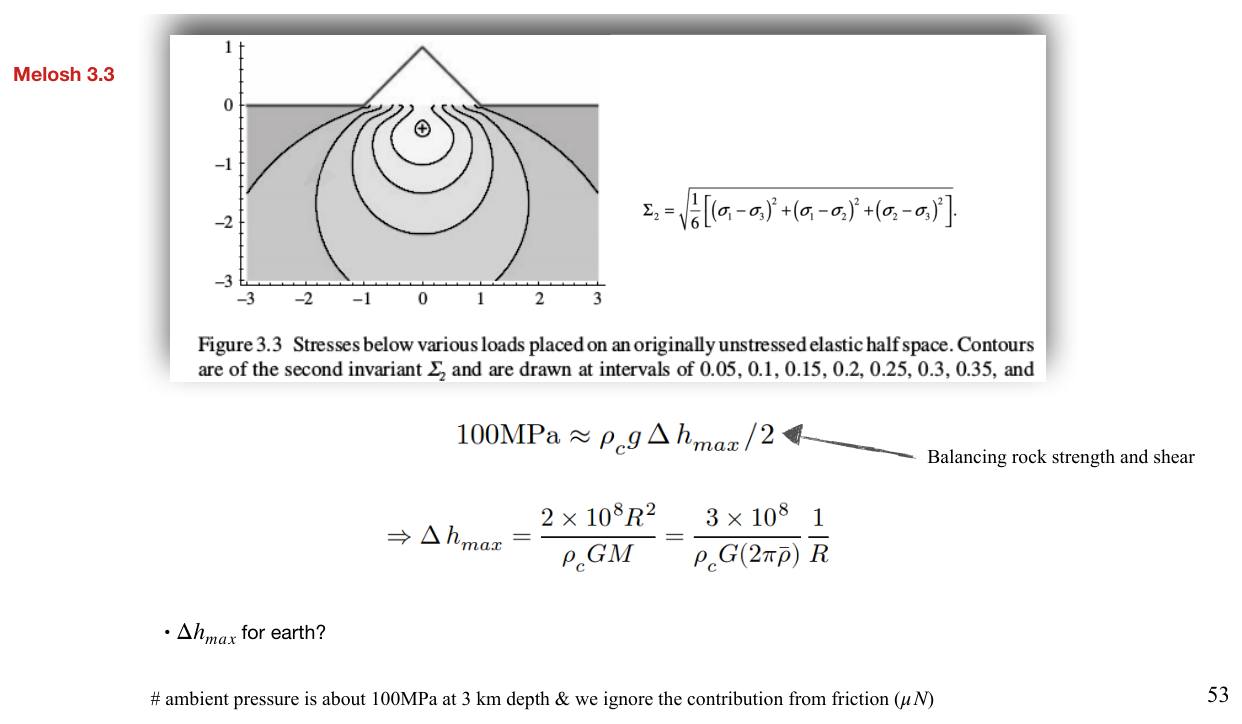 Melosh 3.3
1
0
−1
−2
−3
−3 −2 −1 0 1 2 3
Σ₂ = √(1/6 [(σ₁ − σ₃)² + (σ₁ − σ₂)² + (σ₂ − σ₃)²]).
Figure 3.3 Stresses below various loads placed on an originally unstressed elastic half space. Contours
are of the second invariant Σ₂ and are drawn at intervals of 0.05, 0.1, 0.15, 0.2, 0.25, 0.3, 0.35, and
100MPa ≈ ρ_c g Δ h_max /2
Balancing rock strength and shear
⇒ Δ h_max = (2 × 10⁸R²)/(ρ_c GM) = (3 × 10⁸)/(ρ_c G(2πρ̄)) 1/R
• Δh_max for earth?
# ambient pressure is about 100MPa at 3 km depth & we ignore the contribution from friction (μN)
53